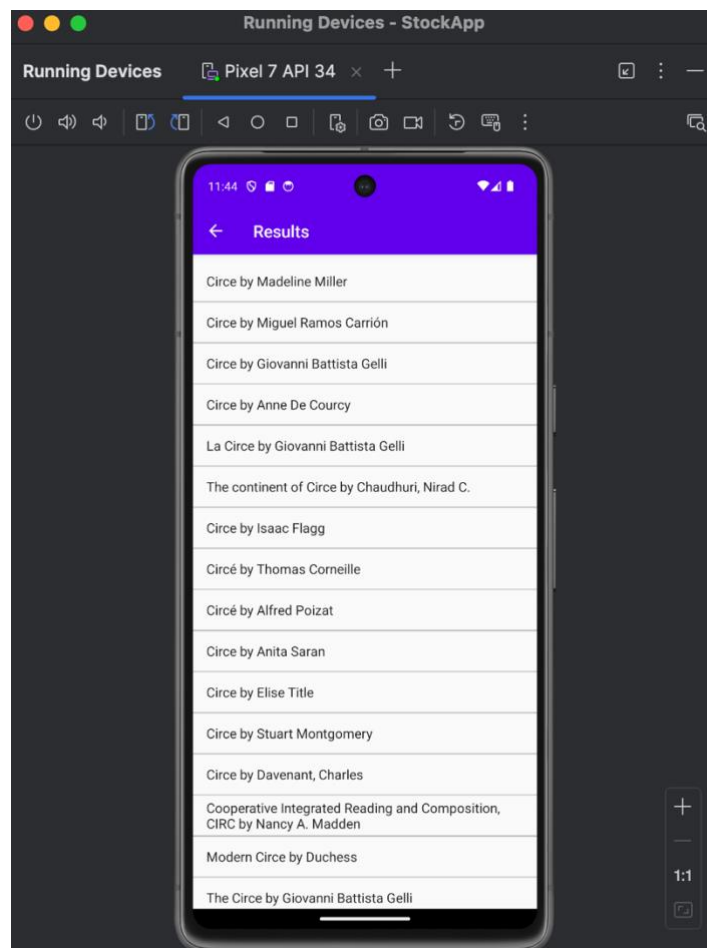 Running Devices - StockApp
Running Devices
Pixel 7 API 34
11:44
Results
Circe by Madeline Miller
Circe by Miguel Ramos Carrión
Circe by Giovanni Battista Gelli
Circe by Anne De Courcy
La Circe by Giovanni Battista Gelli
The continent of Circe by Chaudhuri, Nirad C.
Circe by Isaac Flagg
Circé by Thomas Corneille
Circé by Alfred Poizat
Circe by Anita Saran
Circe by Elise Title
Circe by Stuart Montgomery
Circe by Davenant, Charles
Cooperative Integrated Reading and Composition,
CIRC by Nancy A. Madden
Modern Circe by Duchess
1:1
The Circe by Giovanni Battista Gelli